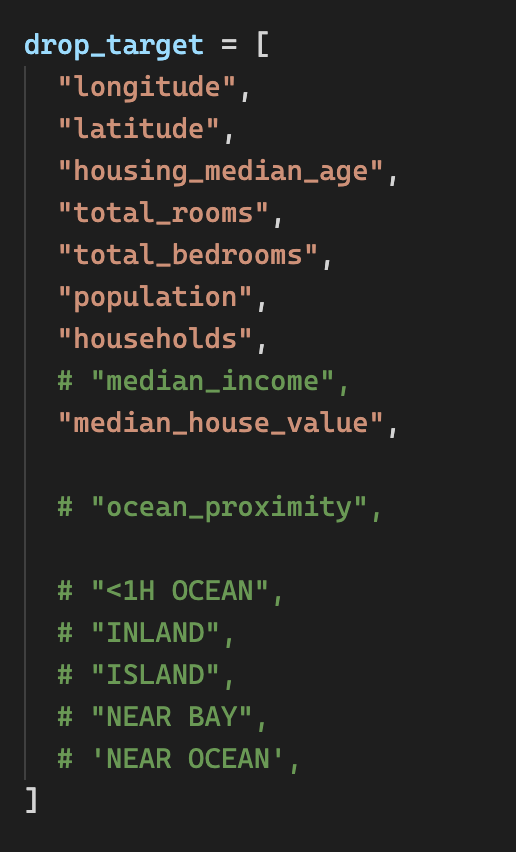 drop_target = [
"longitude",
"latitude",
"housing_median_age",
"total_rooms",
"total_bedrooms",
"population",
"households",
# "median_income",
"median_house_value",
# "ocean_proximity",
# "<1H OCEAN",
# "INLAND",
# "ISLAND",
# "NEAR BAY",
# 'NEAR OCEAN',
]